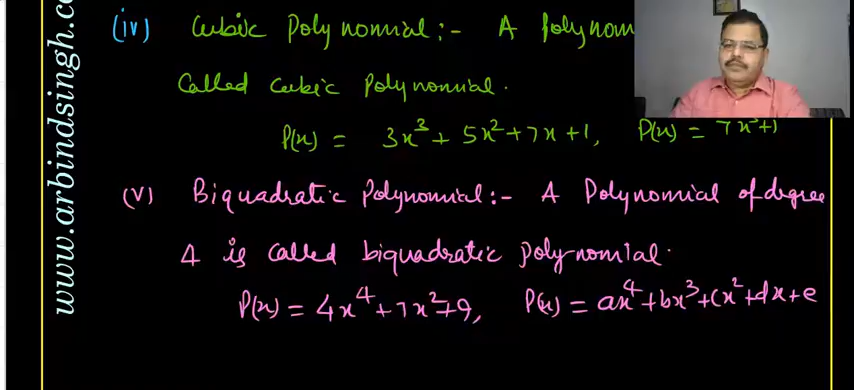 www.arbindsingh.c
(iv) Cubic Polynomial :- A polynom
Called Cubic Polynomial.
P(x) = 3x³ + 5x² + 7x + 1, P(x) = 7x³+1
(V) Biquadratic Polynomial :- A Polynomial of degree
4 is called biquadratic polynomial.
P(x) = 4x⁴ + 7x² + 9, P(x) = ax⁴ + bx³ + cx² + dx + e